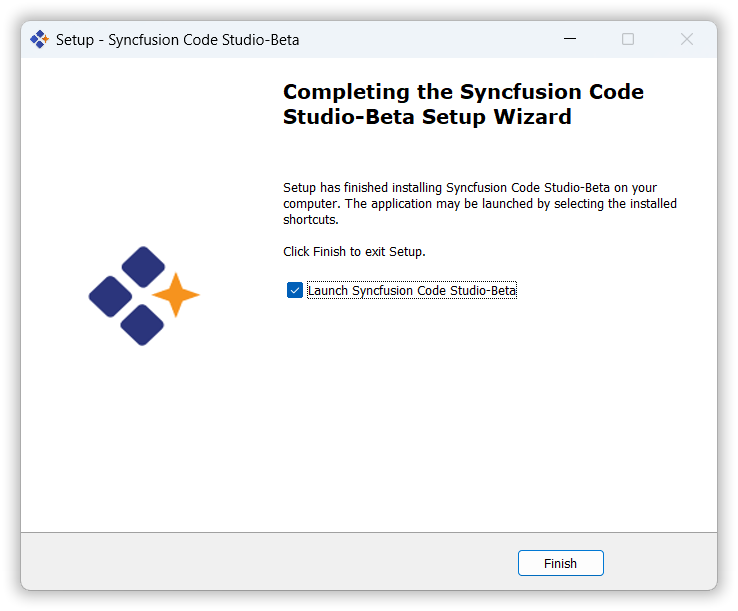 Setup - Syncfusion Code Studio-Beta
Completing the Syncfusion Code
Studio-Beta Setup Wizard
Setup has finished installing Syncfusion Code Studio-Beta on your
computer. The application may be launched by selecting the installed
shortcuts.
Click Finish to exit Setup.
Launch Syncfusion Code Studio-Beta
Finish